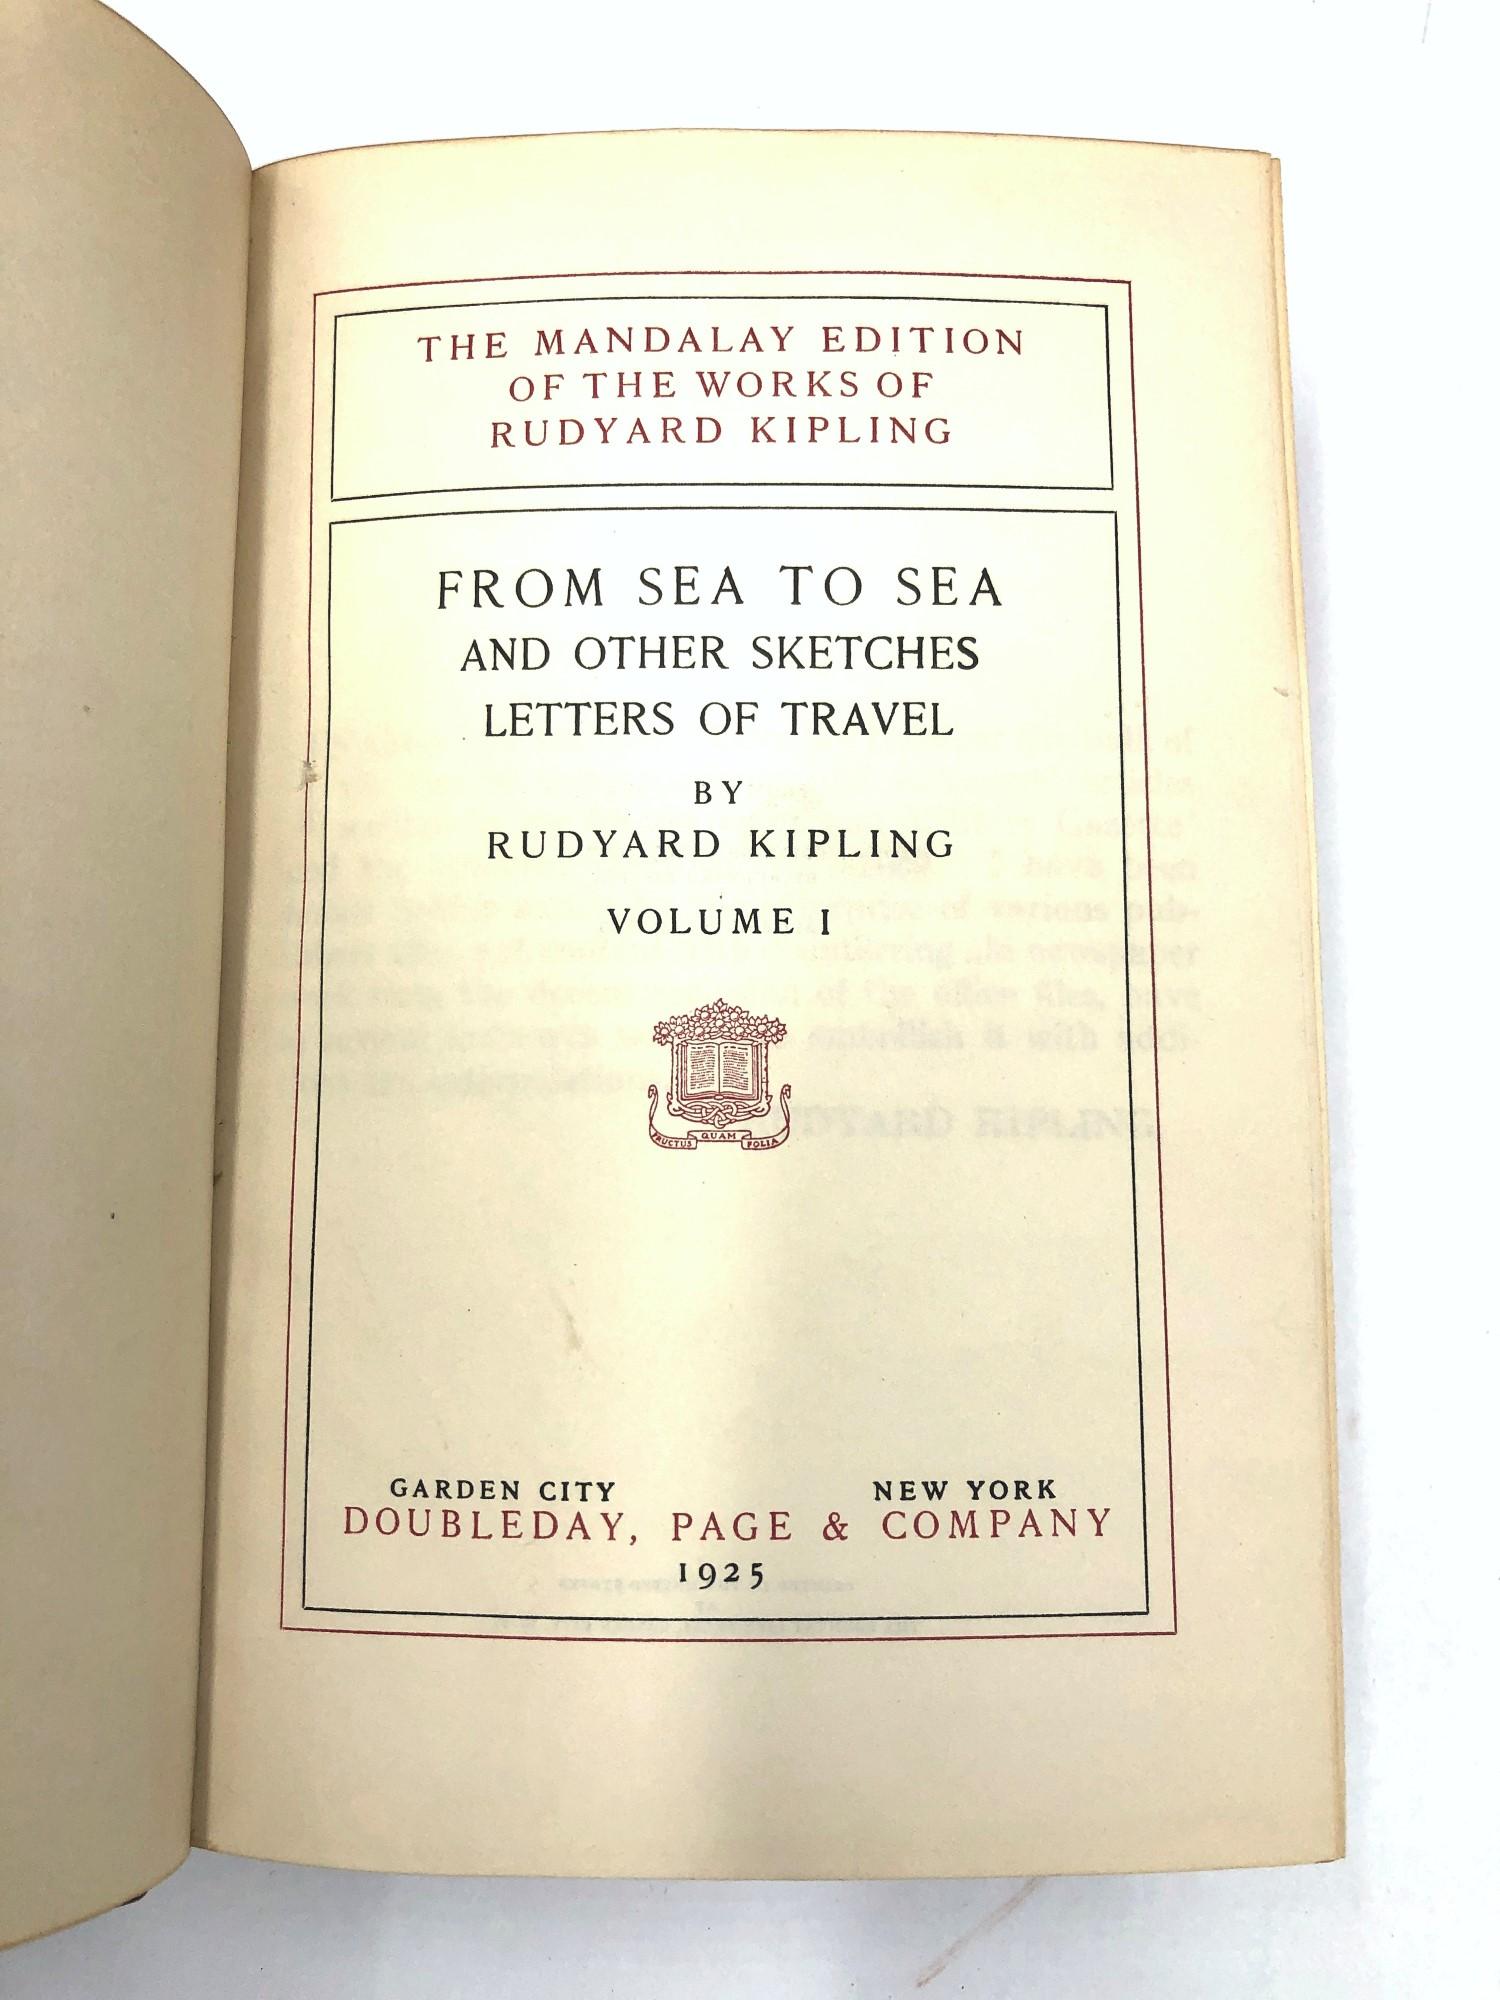 THE MANDALAY EDITION
OF THE WORKS OF
RUDYARD KIPLING
FROM SEA TO SEA
AND OTHER SKETCHES
LETTERS OF TRAVEL
BY
RUDYARD KIPLING
VOLUME I
FRUCTUS QUAM FOLIA
GARDEN CITY NEW YORK
DOUBLEDAY, PAGE & COMPANY
1925